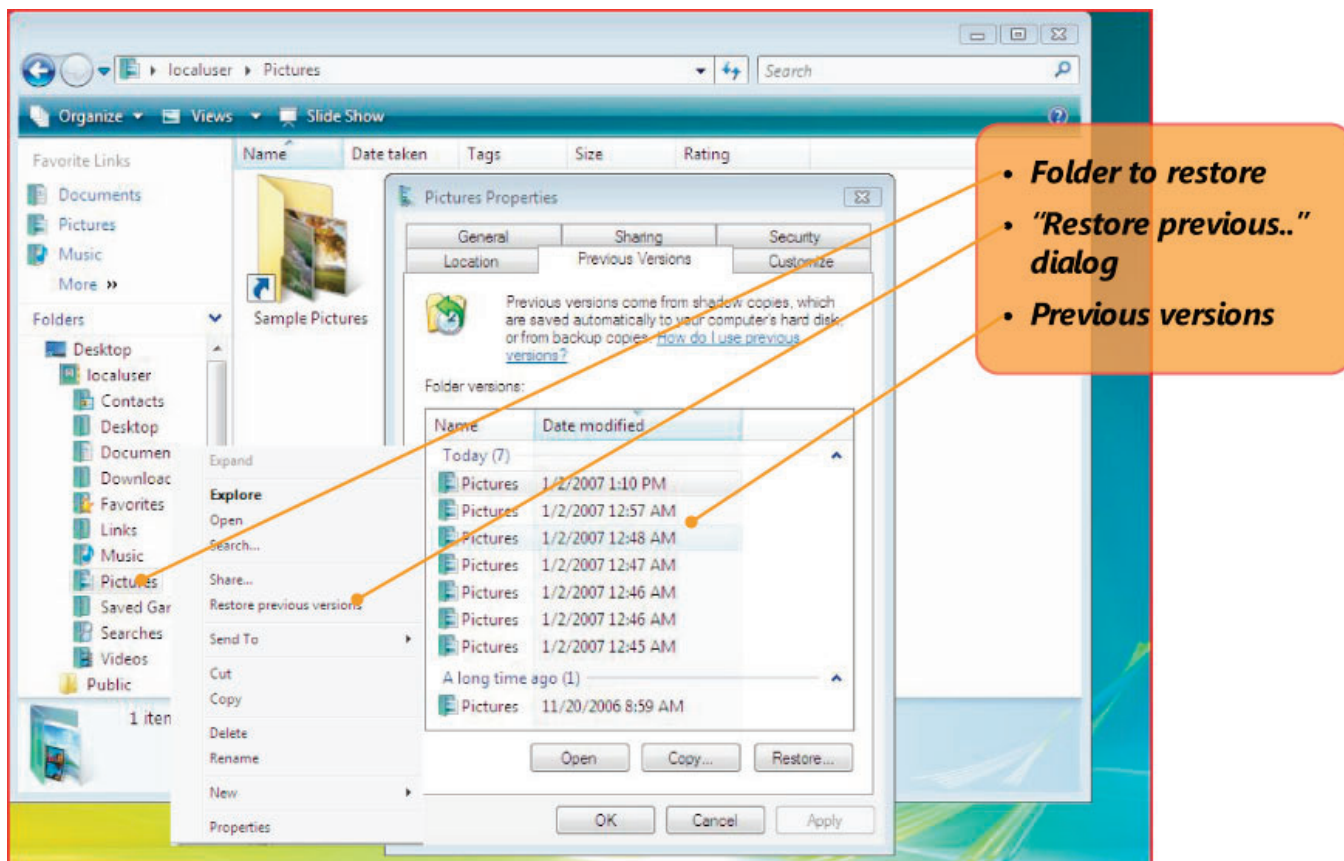 localuser ▸ Pictures
Search
Organize
Views
Slide Show
Favorite Links
Documents
Pictures
Music
More »
Folders
Desktop
localuser
Contacts
Desktop
Documen
Downloac
Favorites
Links
Music
Pictures
Saved Gar
Searches
Videos
Public
1 iten
Name Date taken Tags Size Rating
Sample Pictures
Expand
Explore
Open
Search...
Share...
Restore previous versions
Send To
Cut
Copy
Delete
Rename
New
Properties
Pictures Properties
General Sharing Security
Location Previous Versions Customize
Previous versions come from shadow copies, which
are saved automatically to your computer's hard disk,
or from backup copies. How do I use previous
versions?
Folder versions:
Name Date modified
Today (7)
Pictures 1/2/2007 1:10 PM
Pictures 1/2/2007 12:57 AM
Pictures 1/2/2007 12:48 AM
Pictures 1/2/2007 12:47 AM
Pictures 1/2/2007 12:46 AM
Pictures 1/2/2007 12:46 AM
Pictures 1/2/2007 12:45 AM
A long time ago (1)
Pictures 11/20/2006 8:59 AM
Open Copy... Restore...
OK Cancel Apply
• Folder to restore
• “Restore previous..”
dialog
• Previous versions